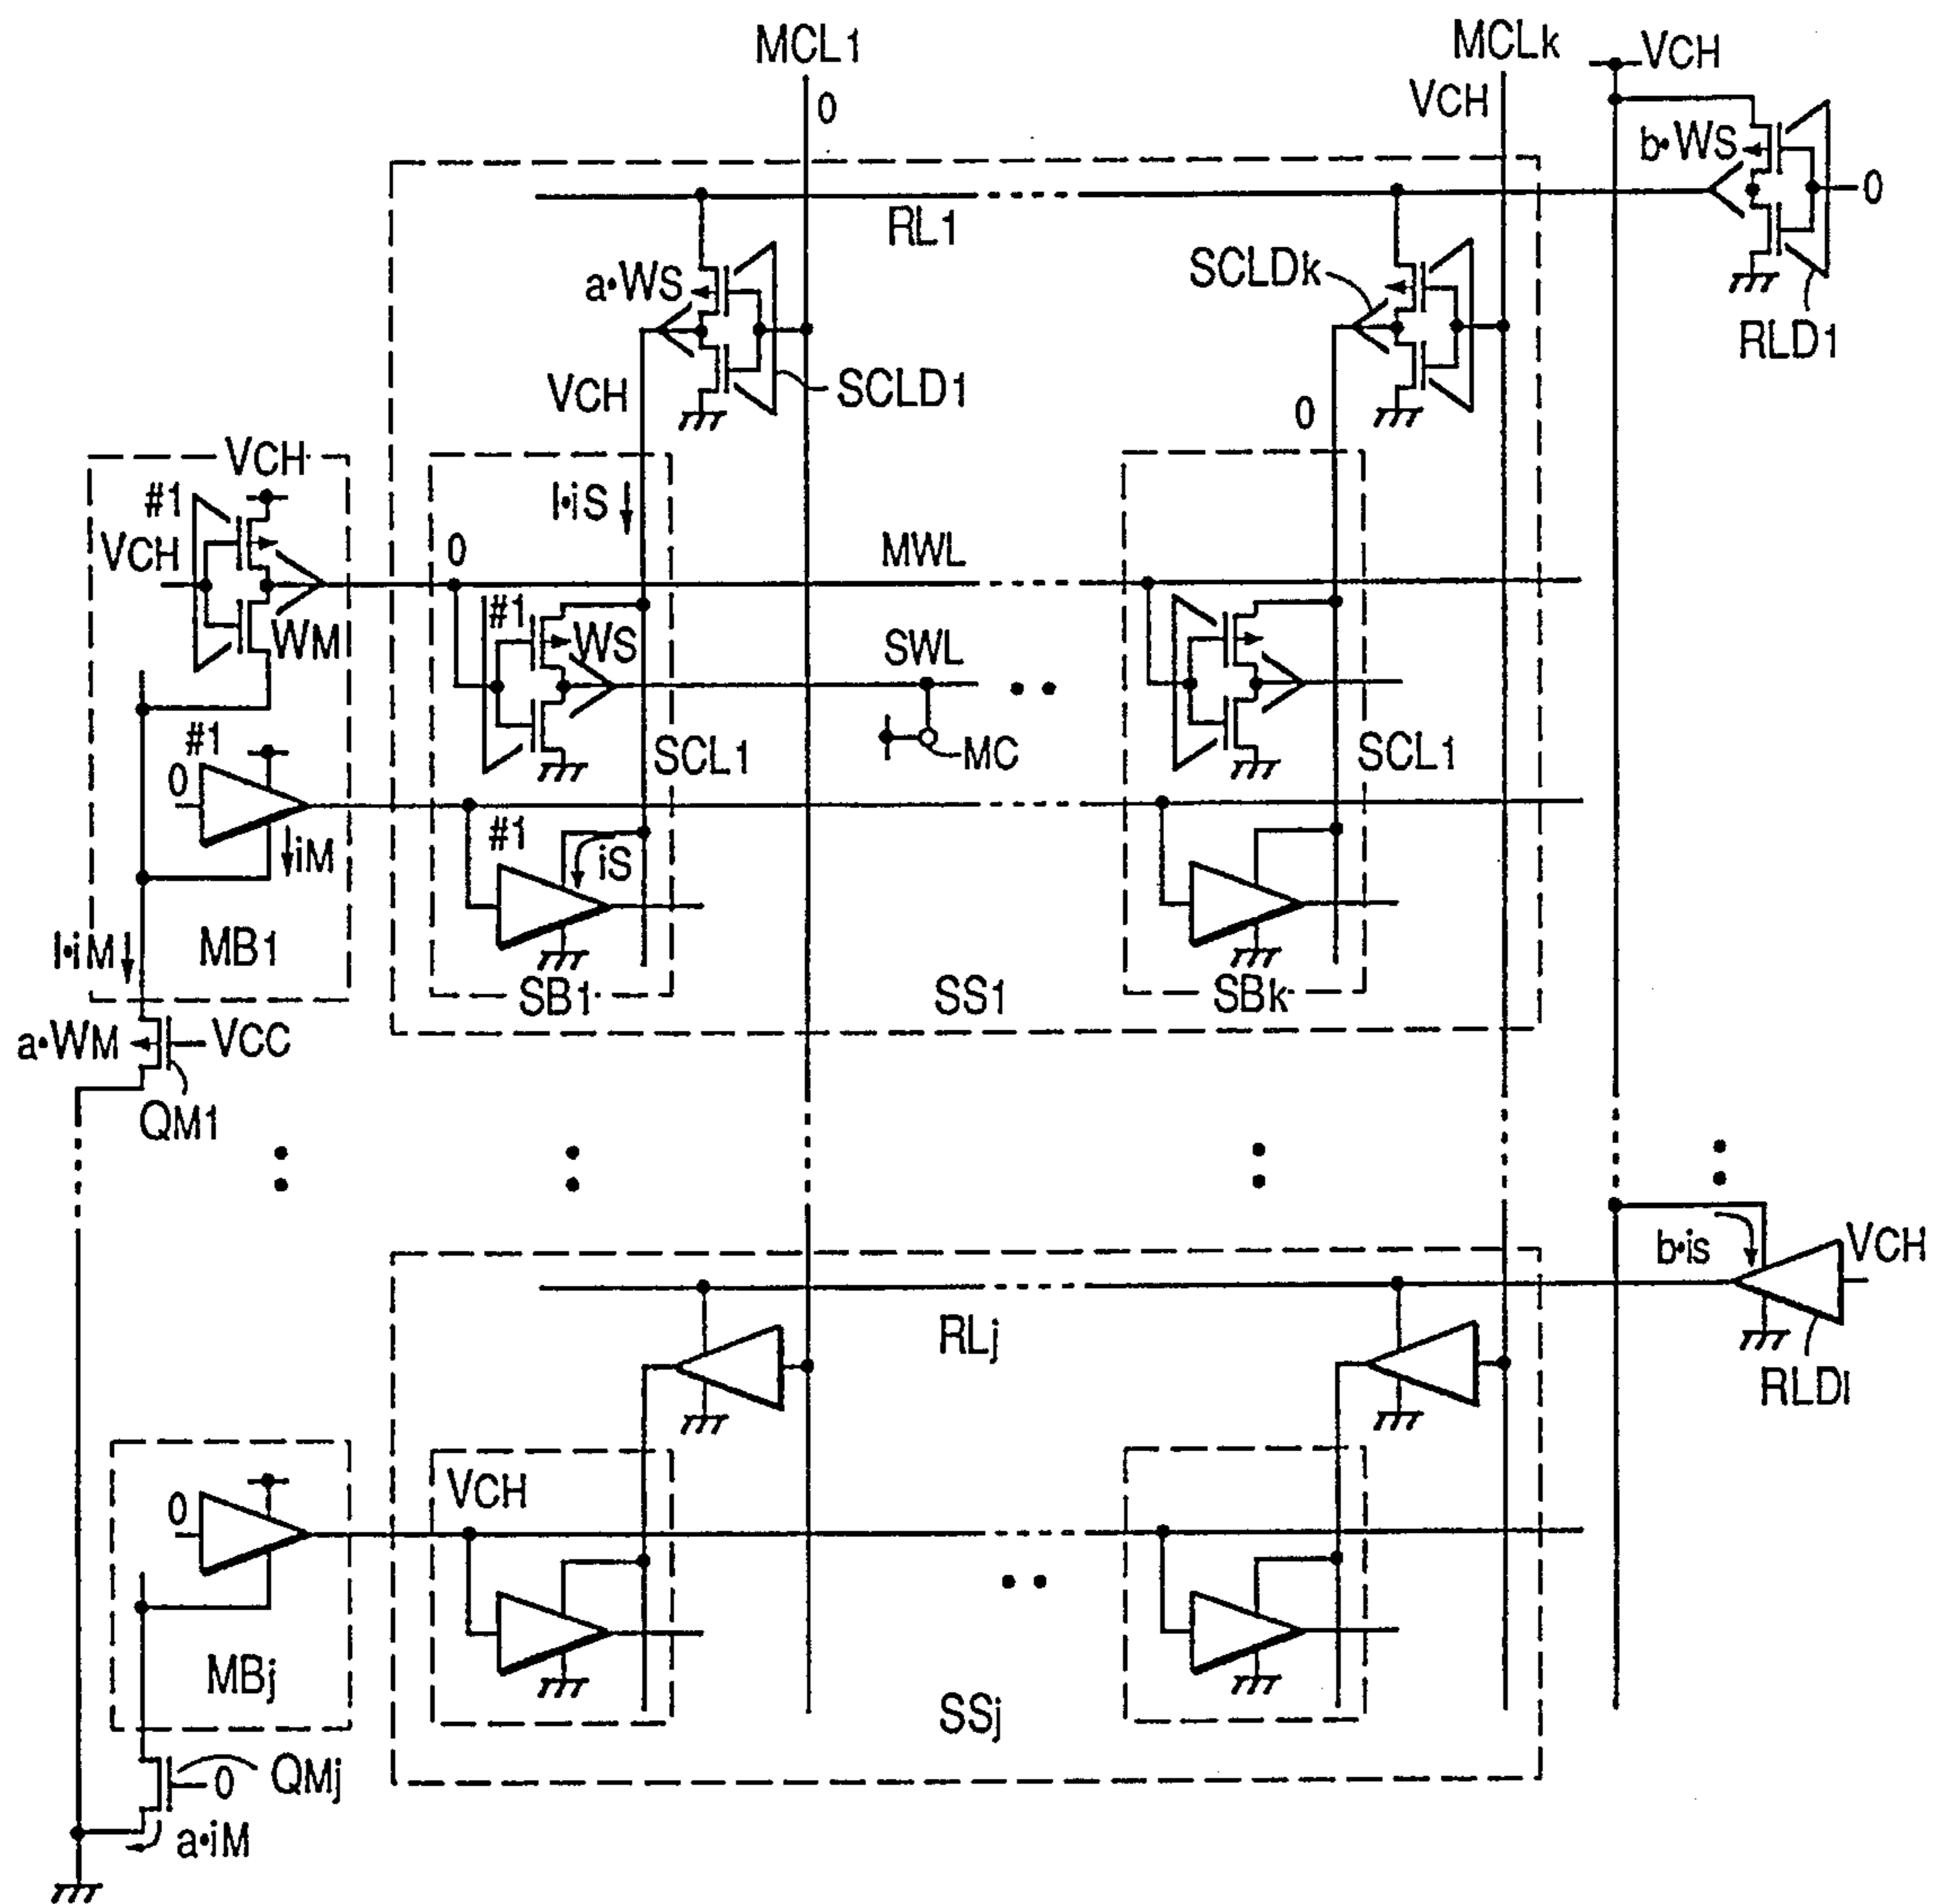 MCL1
MCLk
VCH
0
VCH
b•WS
0
RL1
a•WS
SCLDk
RLD1
SCLD1
VCH
0
VCH
#1
l•iS
VCH
0
MWL
#1
WM
WS
SWL
#1
SCL1
MC
SCL1
0
#1
iM
iS
l•iM
MB1
SB1
SS1
SBk
a•WM
VCC
QM1
b•is
VCH
RLj
RLDl
VCH
0
MBj
SSj
0
QMj
a•iM